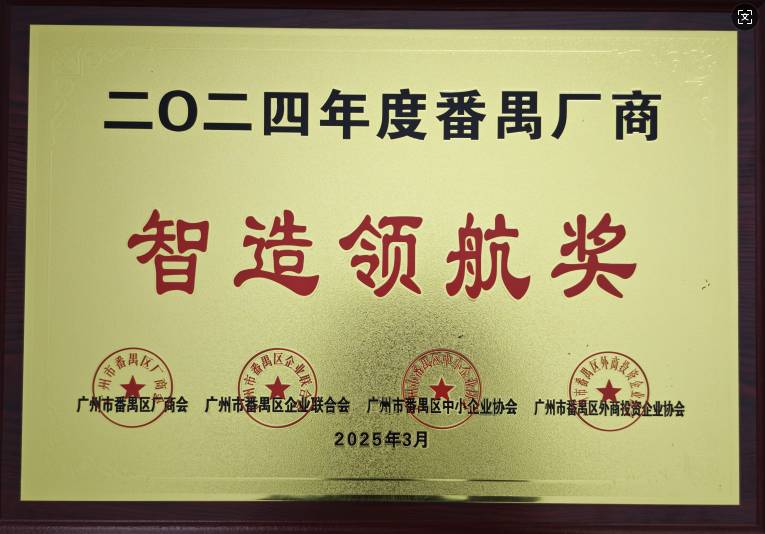 二〇二四年度番禺厂商
智造领航奖
广州市番禺区厂商会 广州市番禺区企业联合会 广州市番禺区中小企业协会 广州市番禺区外商投资企业协会
2025年3月